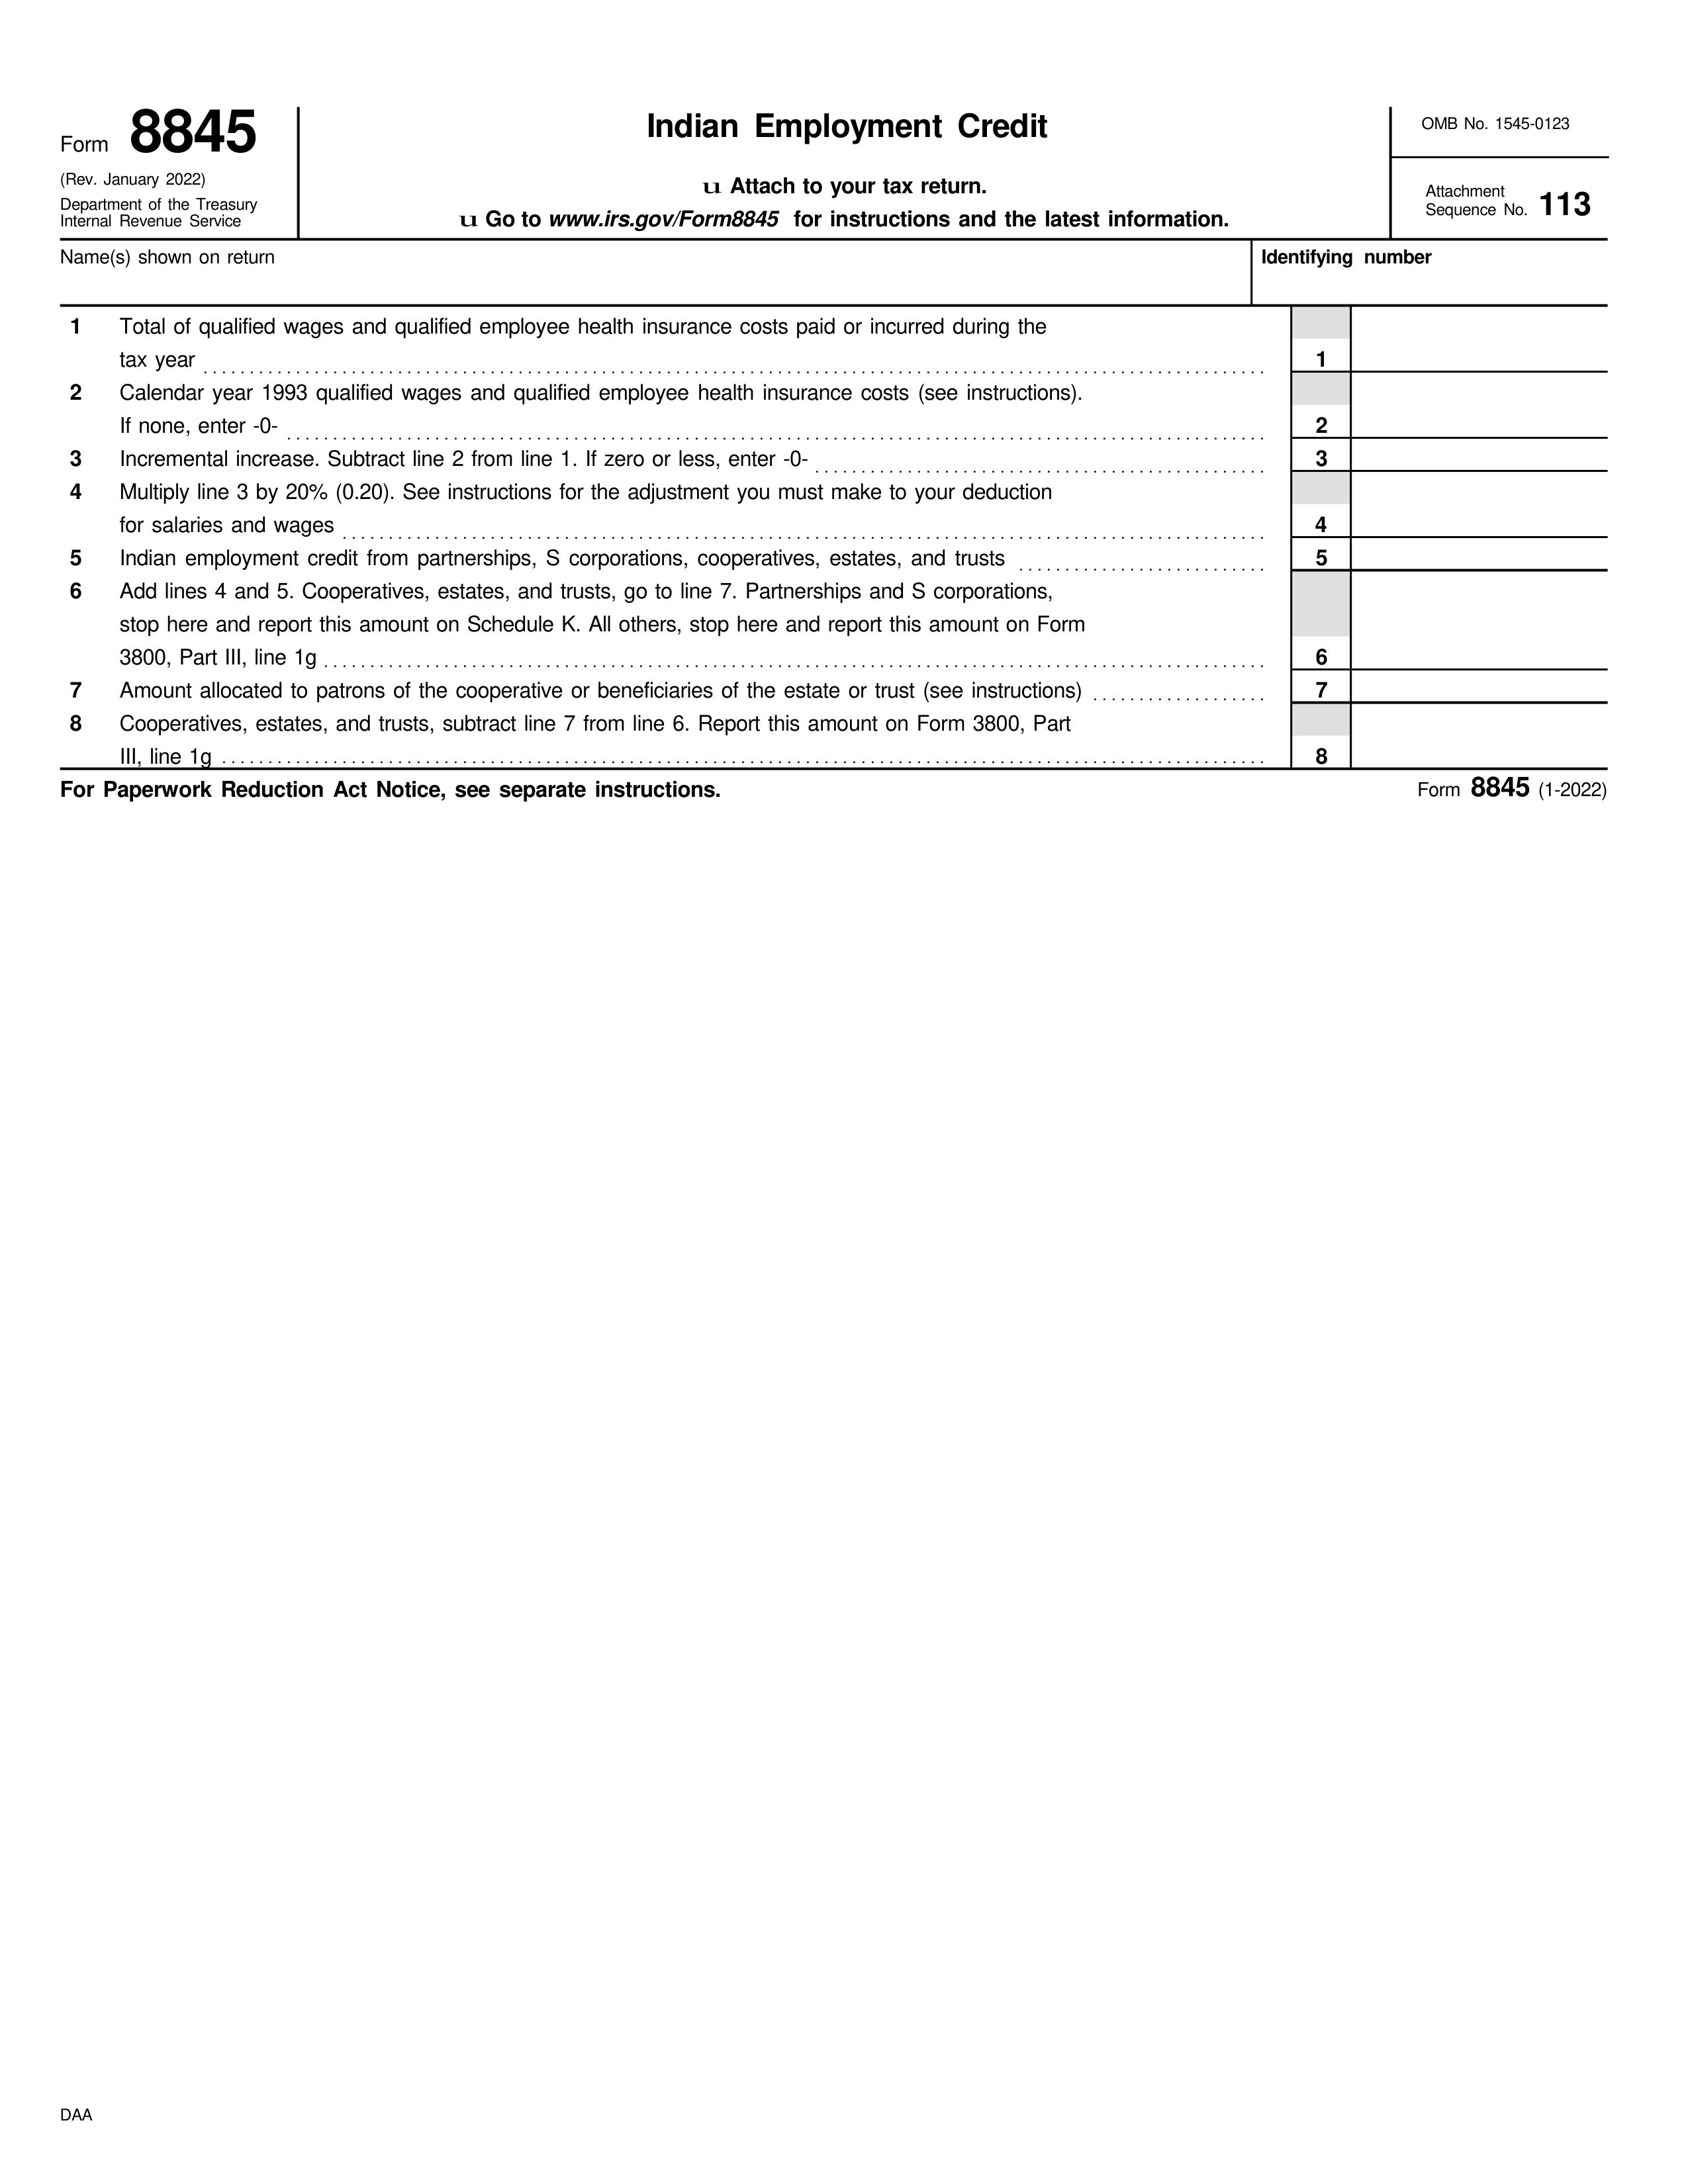 Form 8845
(Rev. January 2022)
Department of the Treasury
Internal Revenue Service
Indian Employment Credit
u Attach to your tax return.
u Go to www.irs.gov/Form8845 for instructions and the latest information.
OMB No. 1545-0123
Attachment
Sequence No. 113
Name(s) shown on return
Identifying number
1 Total of qualified wages and qualified employee health insurance costs paid or incurred during the
tax year 1
2 Calendar year 1993 qualified wages and qualified employee health insurance costs (see instructions).
If none, enter -0- 2
3 Incremental increase. Subtract line 2 from line 1. If zero or less, enter -0- 3
4 Multiply line 3 by 20% (0.20). See instructions for the adjustment you must make to your deduction
for salaries and wages 4
5 Indian employment credit from partnerships, S corporations, cooperatives, estates, and trusts 5
6 Add lines 4 and 5. Cooperatives, estates, and trusts, go to line 7. Partnerships and S corporations,
stop here and report this amount on Schedule K. All others, stop here and report this amount on Form
3800, Part III, line 1g 6
7 Amount allocated to patrons of the cooperative or beneficiaries of the estate or trust (see instructions) 7
8 Cooperatives, estates, and trusts, subtract line 7 from line 6. Report this amount on Form 3800, Part
III, line 1g 8
For Paperwork Reduction Act Notice, see separate instructions.
Form 8845 (1-2022)
DAA